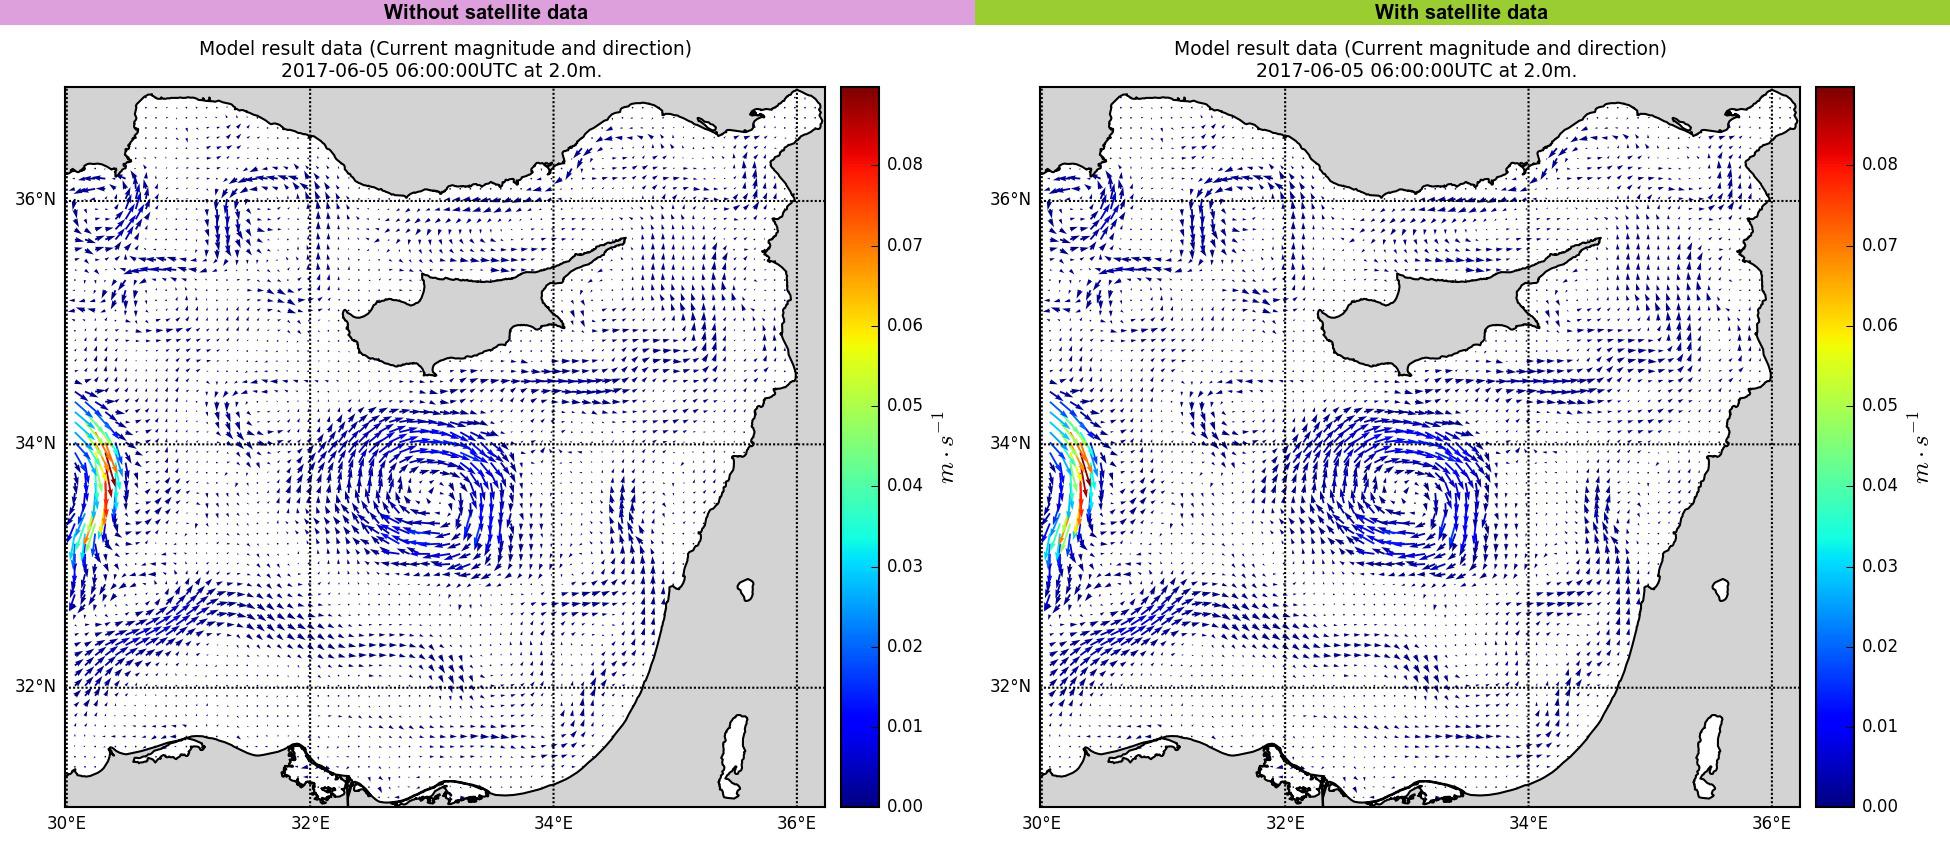 Without satellite data
Model result data (Current magnitude and direction)
2017-06-05 06:00:00UTC at 2.0m.
36°N
34°N
32°N
30°E
32°E
34°E
36°E
0.08
0.07
0.06
0.05
0.04
0.03
0.02
0.01
0.00
m · s⁻¹
With satellite data
Model result data (Current magnitude and direction)
2017-06-05 06:00:00UTC at 2.0m.
36°N
34°N
32°N
30°E
32°E
34°E
36°E
0.08
0.07
0.06
0.05
0.04
0.03
0.02
0.01
0.00
m · s⁻¹